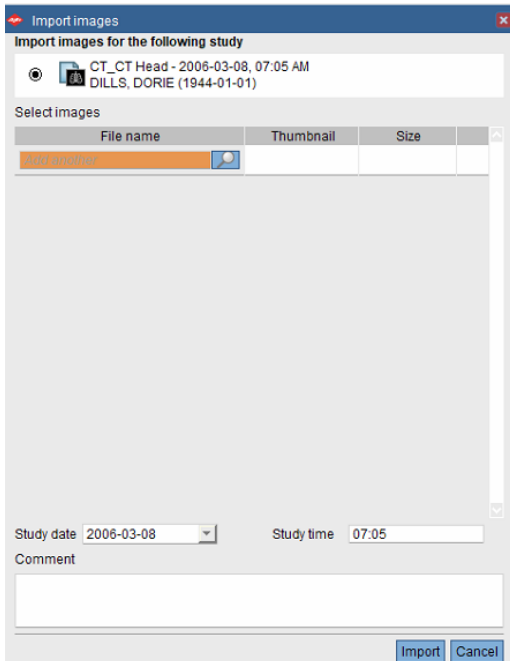 Import images
Import images for the following study
CT_CT Head - 2006-03-08, 07:05 AM
DILLS, DORIE (1944-01-01)
Select images
File name Thumbnail Size
Add another
Study date 2006-03-08 Study time 07:05
Comment
Import Cancel